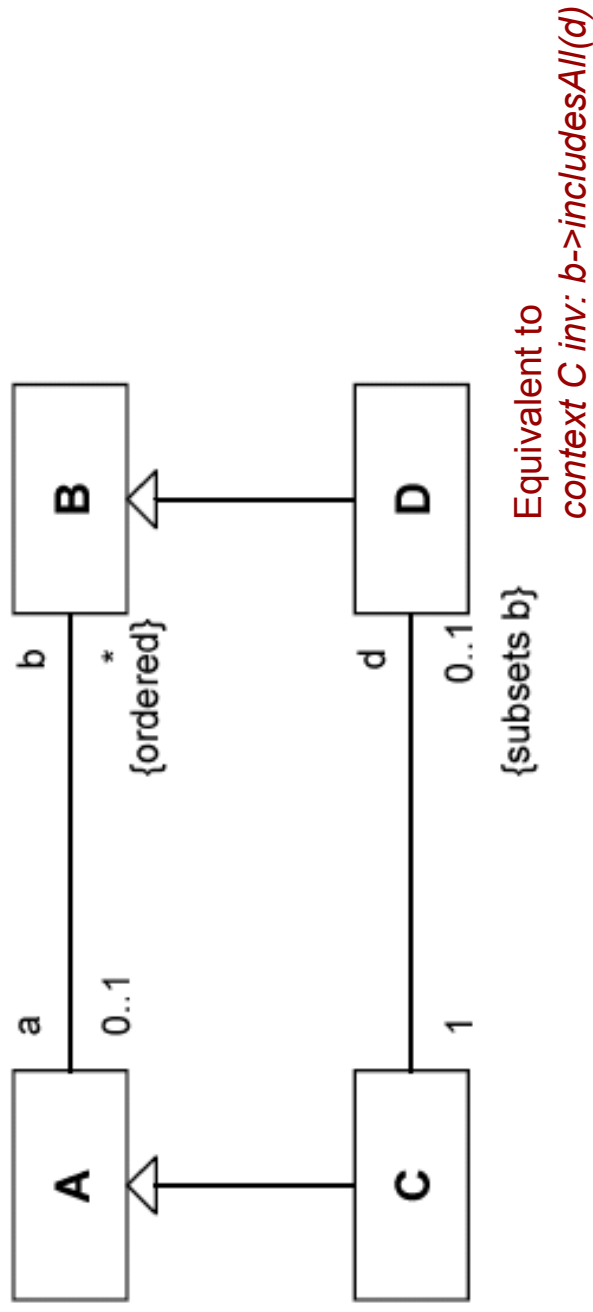 A
a
b
B
0..1
*
{ordered}
C
d
D
1
0..1
{subsets b}
Equivalent to
context C inv: b->includesAll(d)